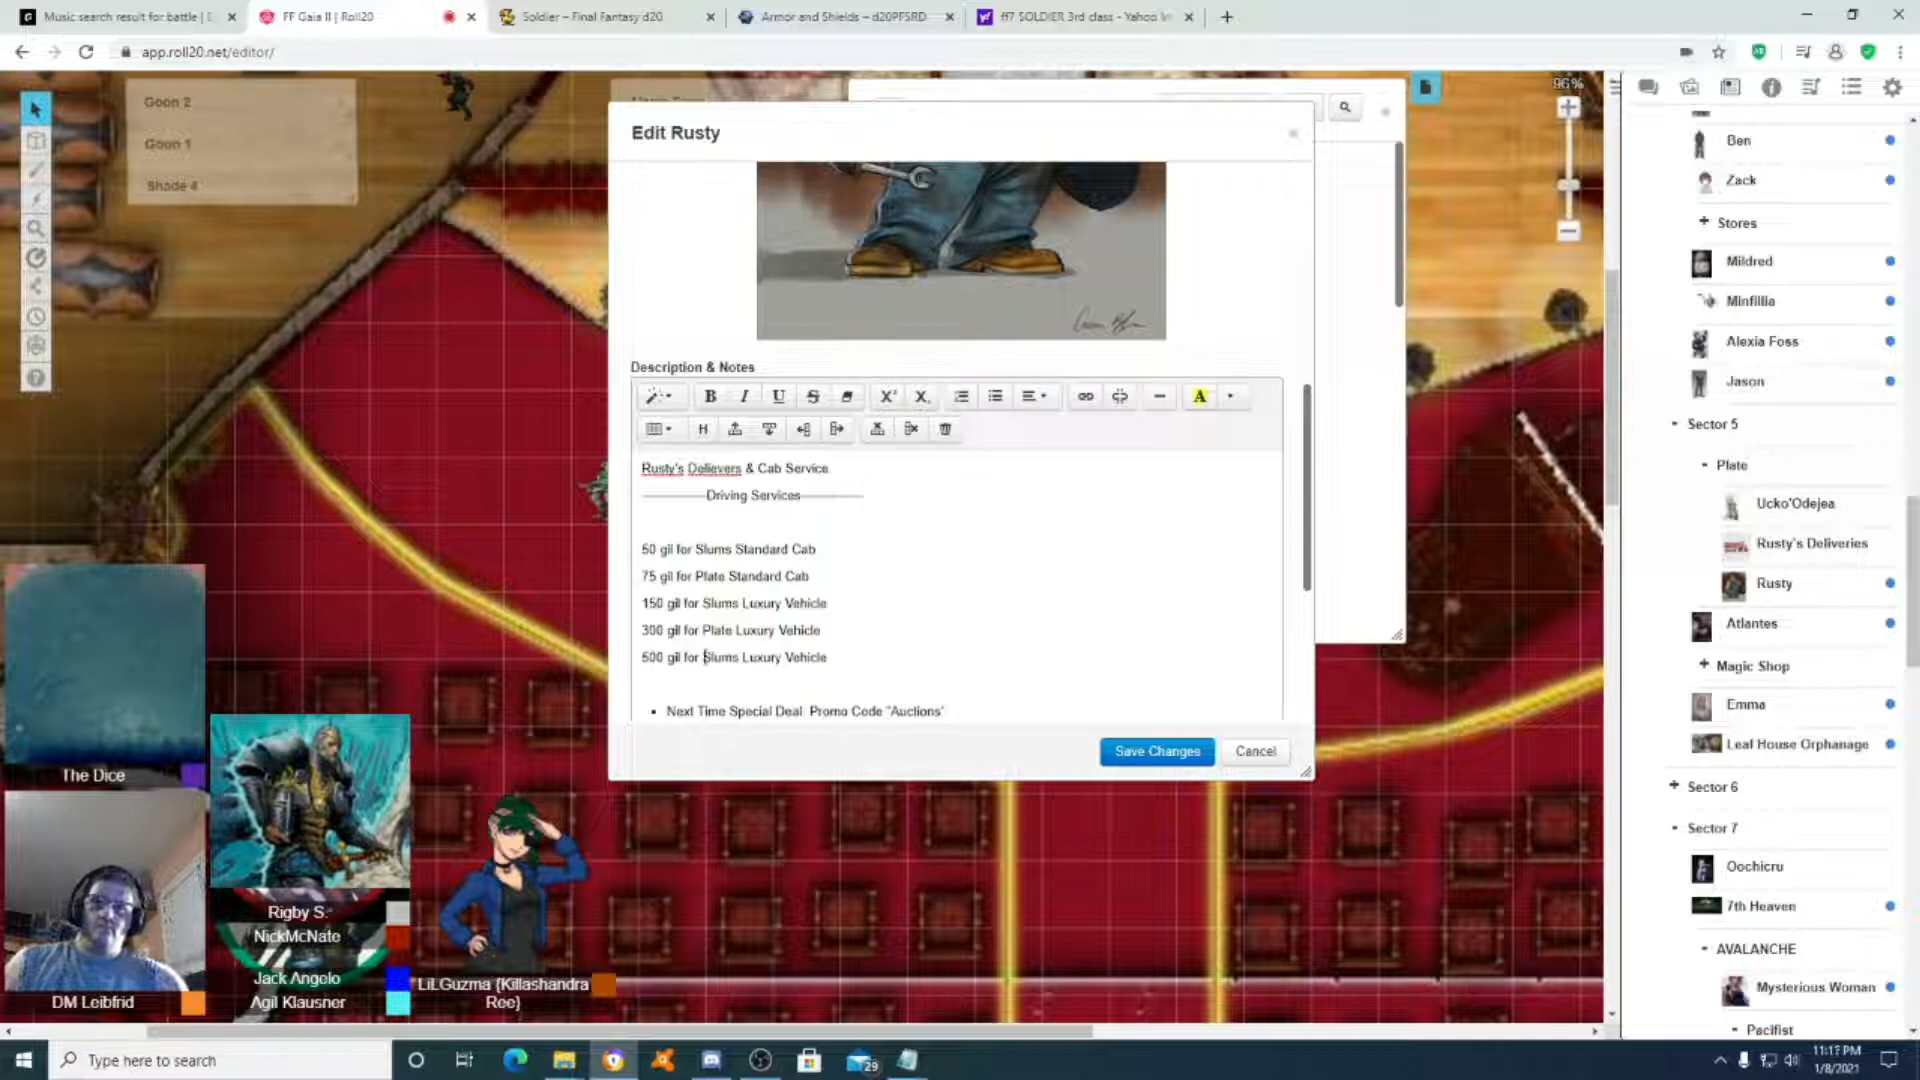 Music search result for battle | D
FF Gaia II | Roll20
Soldier – Final Fantasy d20
Armor and Shields – d20PFSRD
ff7 SOLDIER 3rd class - Yahoo Im
app.roll20.net/editor/
Goon 2
Goon 1
Shade 4
96%
Edit Rusty
Description & Notes
Rusty's Delievers & Cab Service
Driving Services
50 gil for Slums Standard Cab
75 gil for Plate Standard Cab
150 gil for Slums Luxury Vehicle
300 gil for Plate Luxury Vehicle
500 gil for Slums Luxury Vehicle
Next Time Special Deal: Promo Code "Auctions"
Save Changes
Cancel
Ben
Zack
Stores
Mildred
Minfillia
Alexia Foss
Jason
Sector 5
Plate
Ucko'Odejea
Rusty's Deliveries
Rusty
Atlantes
Magic Shop
Emma
Leaf House Orphanage
Sector 6
Sector 7
Oochicru
7th Heaven
AVALANCHE
Mysterious Woman
Pacifist
The Dice
DM Leibfrid
Rigby S.
NickMcNate
Jack Angelo
Agil Klausner
LiLGuzma {Killashandra
Ree}
Type here to search
29
11:17 PM
1/8/2021